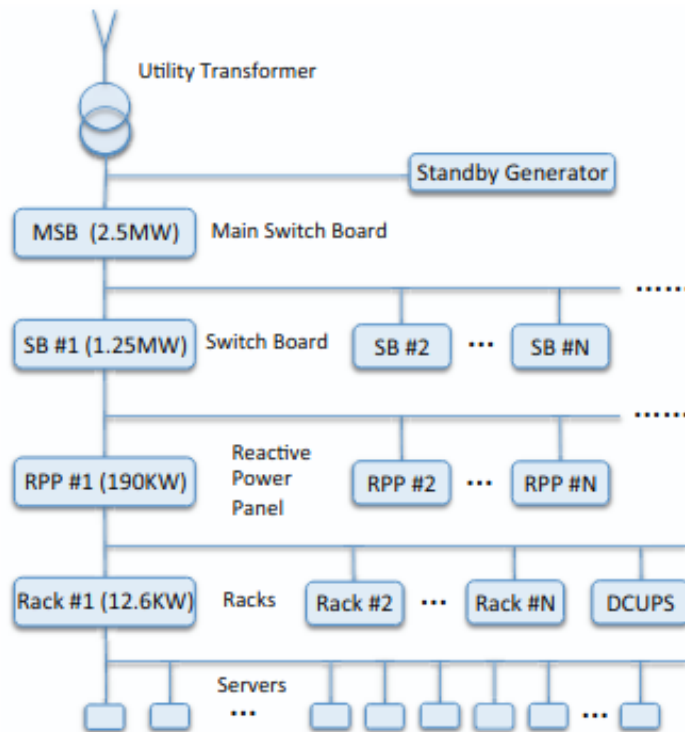 Utility Transformer
Standby Generator
MSB (2.5MW)
Main Switch Board
......
SB #1 (1.25MW)
Switch Board
SB #2
...
SB #N
......
Reactive
Power
Panel
RPP #1 (190KW)
RPP #2
...
RPP #N
Rack #1 (12.6KW)
Racks
Rack #2
...
Rack #N
DCUPS
Servers
...
...